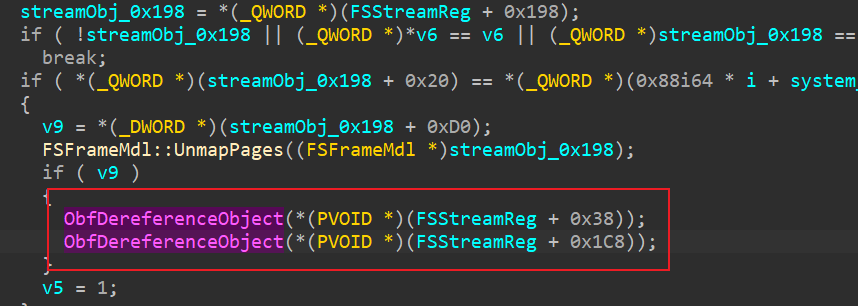 streamObj_0x198 = *(_QWORD *)(FSStreamReg + 0x198);
if ( !streamObj_0x198 || (_QWORD *)*v6 == v6 || (_QWORD *)streamObj_0x198 ==
break;
if ( *(_QWORD *)(streamObj_0x198 + 0x20) == *(_QWORD *)(0x88i64 * i + system_
{
v9 = *(_DWORD *)(streamObj_0x198 + 0xD0);
FSFrameMdl::UnmapPages((FSFrameMdl *)streamObj_0x198);
if ( v9 )
{
ObfDereferenceObject(*(PVOID *)(FSStreamReg + 0x38));
ObfDereferenceObject(*(PVOID *)(FSStreamReg + 0x1C8));
}
v5 = 1;